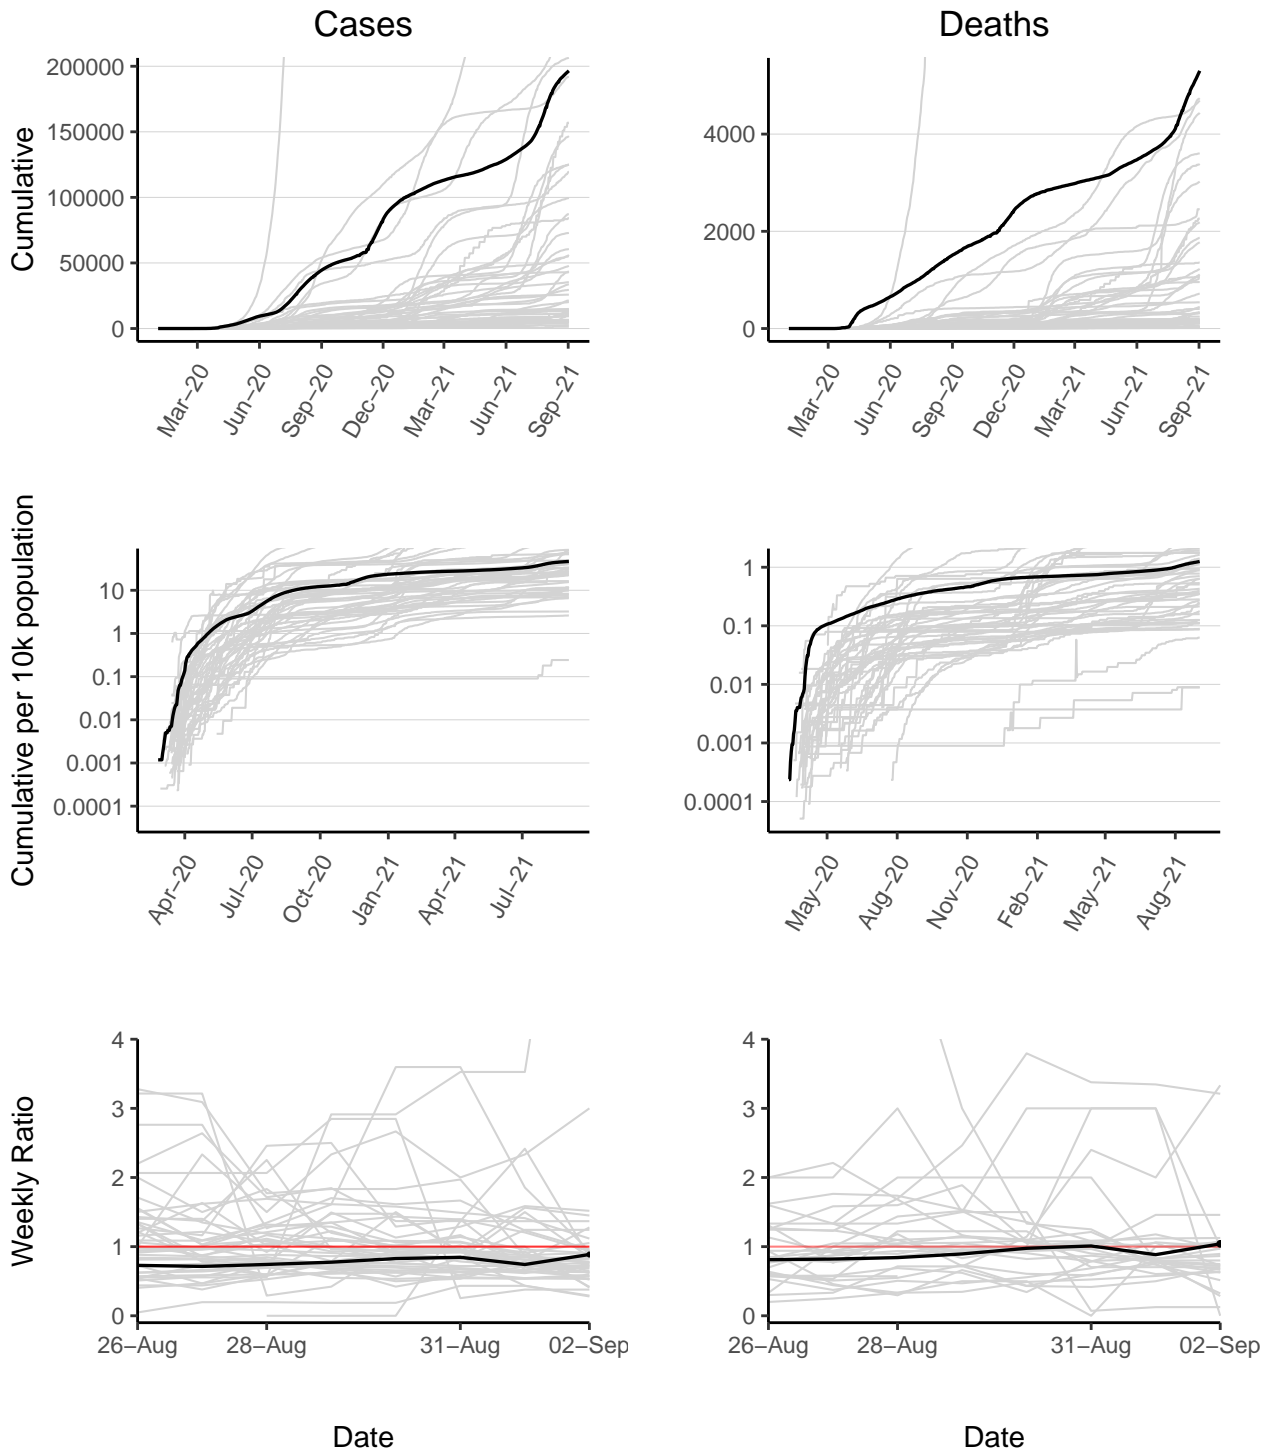 Cases
Deaths
Cumulative
200000
150000
100000
50000
0
Mar−20
Jun−20
Sep−20
Dec−20
Mar−21
Jun−21
Sep−21
4000
2000
0
Mar−20
Jun−20
Sep−20
Dec−20
Mar−21
Jun−21
Sep−21
Cumulative per 10k population
10
1
0.1
0.01
0.001
0.0001
Apr−20
Jul−20
Oct−20
Jan−21
Apr−21
Jul−21
1
0.1
0.01
0.001
0.0001
May−20
Aug−20
Nov−20
Feb−21
May−21
Aug−21
Weekly Ratio
4
3
2
1
0
26−Aug
28−Aug
31−Aug
02−Sep
4
3
2
1
0
26−Aug
28−Aug
31−Aug
02−Sep
Date
Date